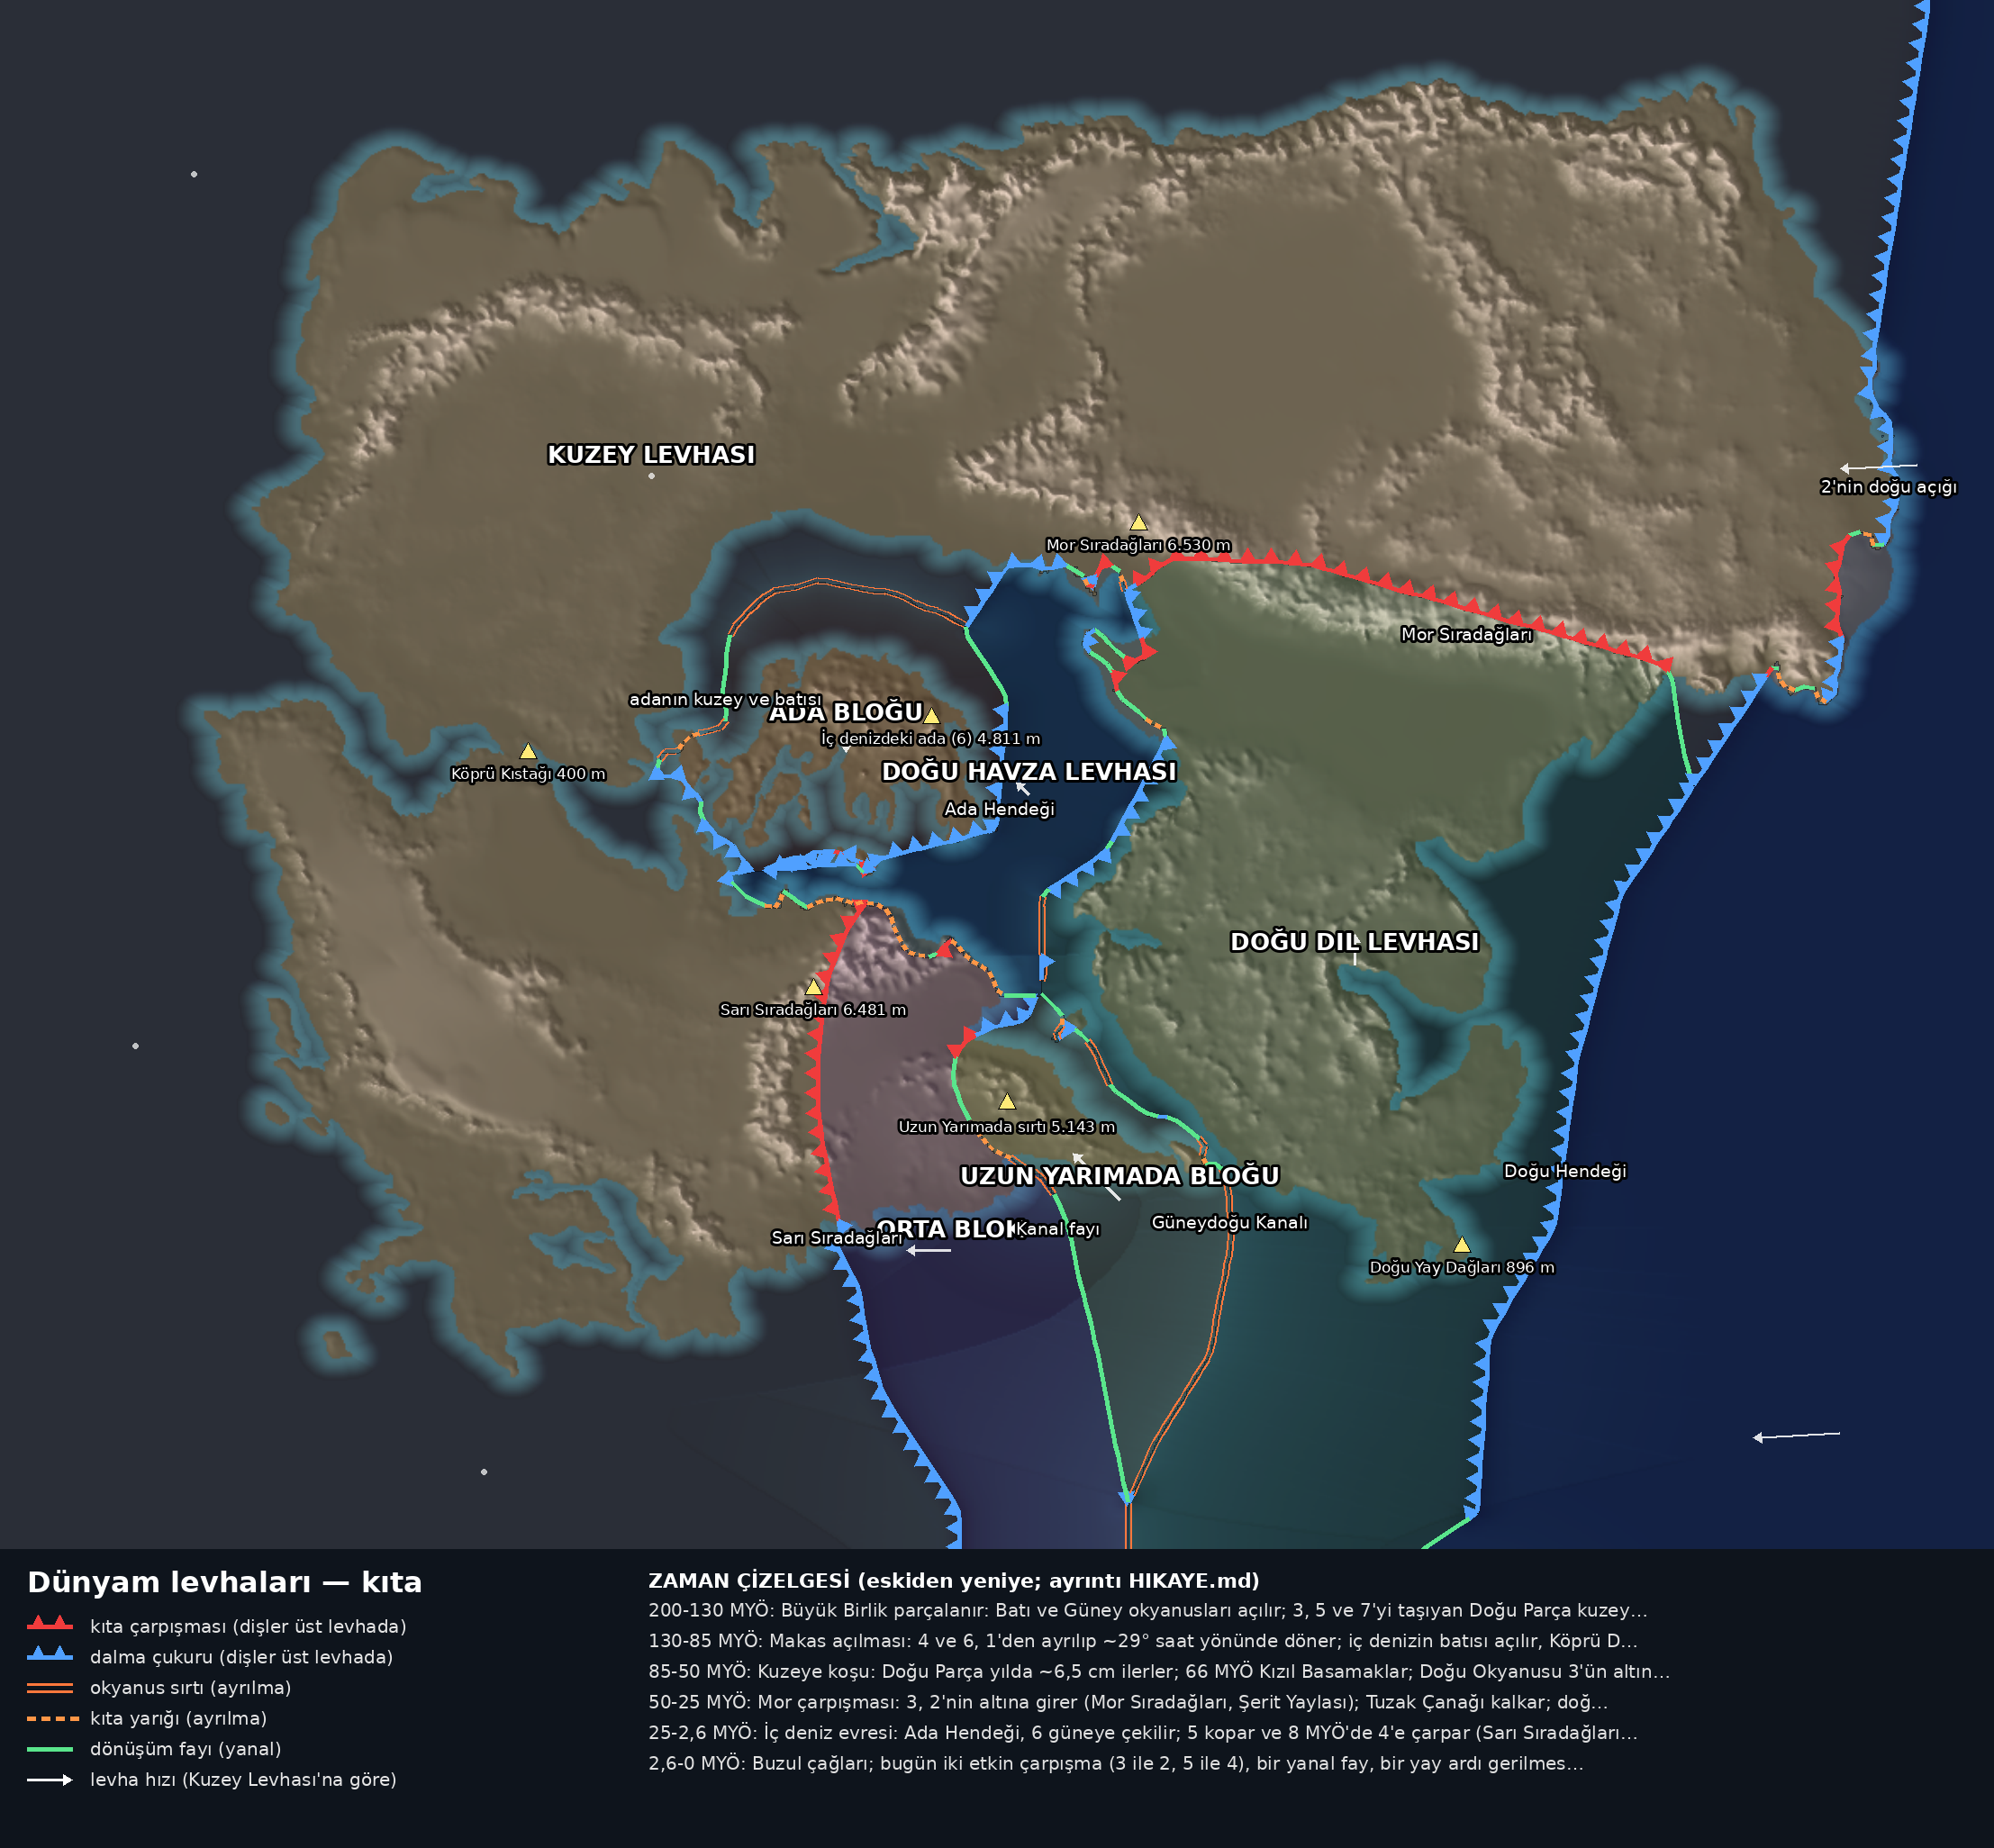 KUZEY LEVHASI
2'nin doğu açığı
Mor Sıradağları 6.530 m
Mor Sıradağları
adanın kuzey ve batısı
ADA BLOĞU
İç denizdeki ada (6) 4.811 m
Köprü Kıstağı 400 m
DOĞU HAVZA LEVHASI
Ada Hendeği
DOĞU DIL LEVHASI
Sarı Sıradağları 6.481 m
Uzun Yarımada sırtı 5.143 m
UZUN YARIMADA BLOĞU
Doğu Hendeği
Güneydoğu Kanalı
ORTA BLOK
Kanal fayı
Sarı Sıradağları
Doğu Yay Dağları 896 m
Dünyam levhaları — kıta
kıta çarpışması (dişler üst levhada)
dalma çukuru (dişler üst levhada)
okyanus sırtı (ayrılma)
kıta yarığı (ayrılma)
dönüşüm fayı (yanal)
levha hızı (Kuzey Levhası'na göre)
ZAMAN ÇİZELGESİ (eskiden yeniye; ayrıntı HIKAYE.md)
200-130 MYÖ: Büyük Birlik parçalanır: Batı ve Güney okyanusları açılır; 3, 5 ve 7'yi taşıyan Doğu Parça kuzey…
130-85 MYÖ: Makas açılması: 4 ve 6, 1'den ayrılıp ~29° saat yönünde döner; iç denizin batısı açılır, Köprü D…
85-50 MYÖ: Kuzeye koşu: Doğu Parça yılda ~6,5 cm ilerler; 66 MYÖ Kızıl Basamaklar; Doğu Okyanusu 3'ün altın…
50-25 MYÖ: Mor çarpışması: 3, 2'nin altına girer (Mor Sıradağları, Şerit Yaylası); Tuzak Çanağı kalkar; doğ…
25-2,6 MYÖ: İç deniz evresi: Ada Hendeği, 6 güneye çekilir; 5 kopar ve 8 MYÖ'de 4'e çarpar (Sarı Sıradağları…
2,6-0 MYÖ: Buzul çağları; bugün iki etkin çarpışma (3 ile 2, 5 ile 4), bir yanal fay, bir yay ardı gerilmes…